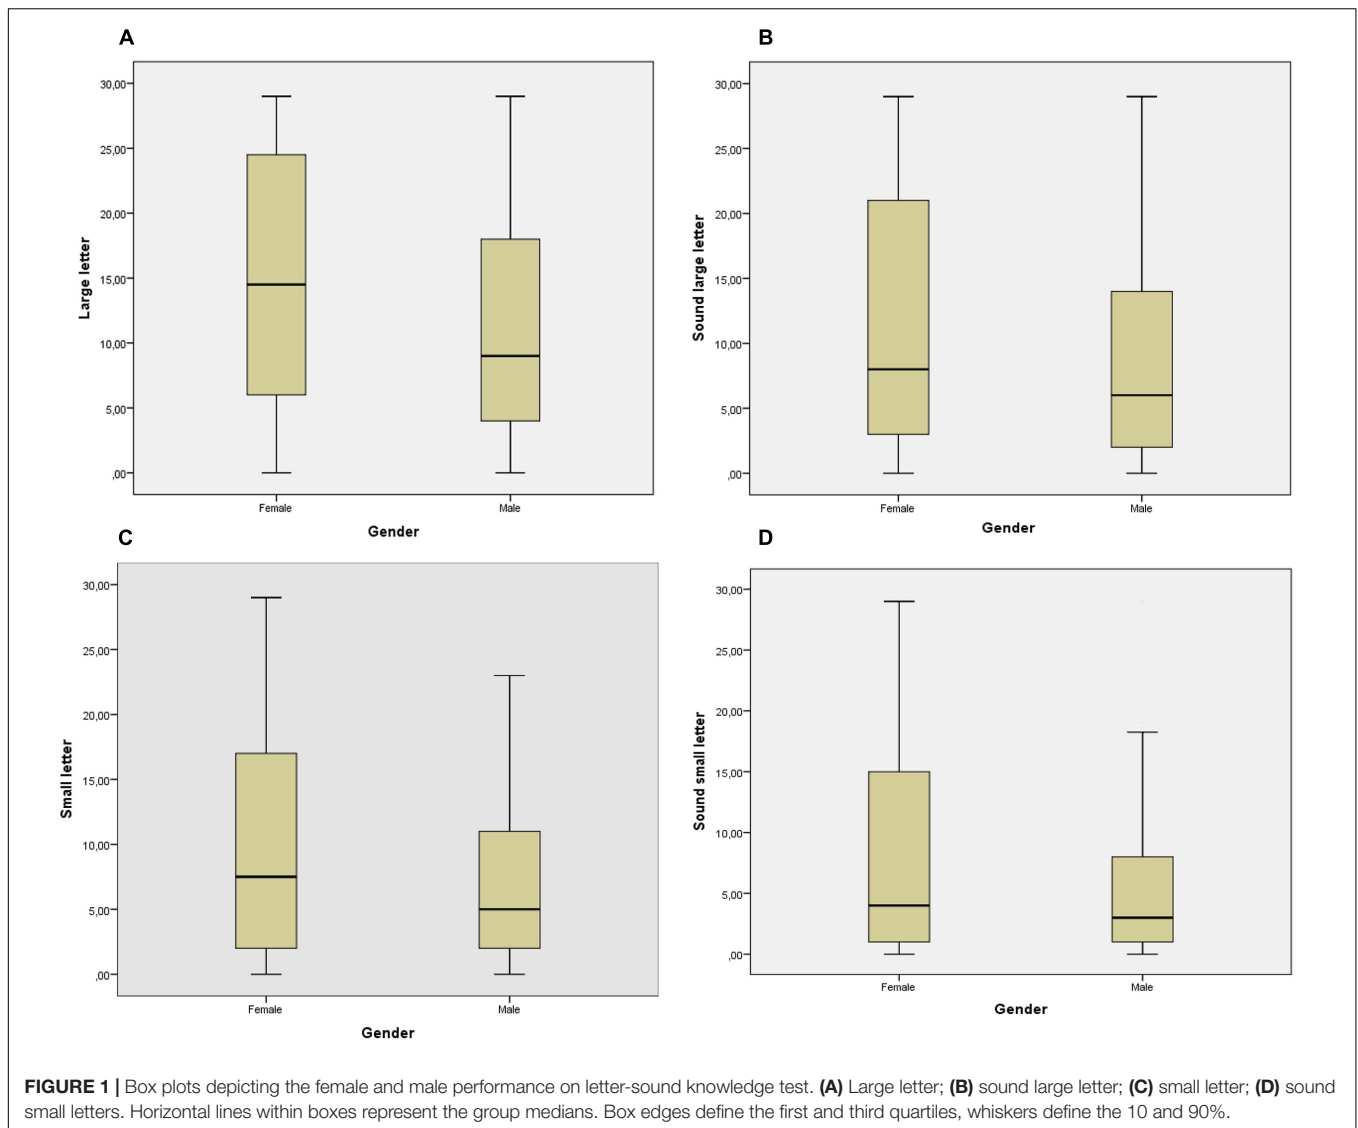 A
30,00
25,00
20,00
15,00
10,00
5,00
,00
Large letter
Female Male
Gender
B
30,00
25,00
20,00
15,00
10,00
5,00
,00
Sound large letter
Female Male
Gender
C
30,00
25,00
20,00
15,00
10,00
5,00
,00
Small letter
Female Male
Gender
D
30,00
25,00
20,00
15,00
10,00
5,00
,00
Sound small letter
Female Male
Gender
FIGURE 1 | Box plots depicting the female and male performance on letter-sound knowledge test. (A) Large letter; (B) sound large letter; (C) small letter; (D) sound
small letters. Horizontal lines within boxes represent the group medians. Box edges define the first and third quartiles, whiskers define the 10 and 90%.